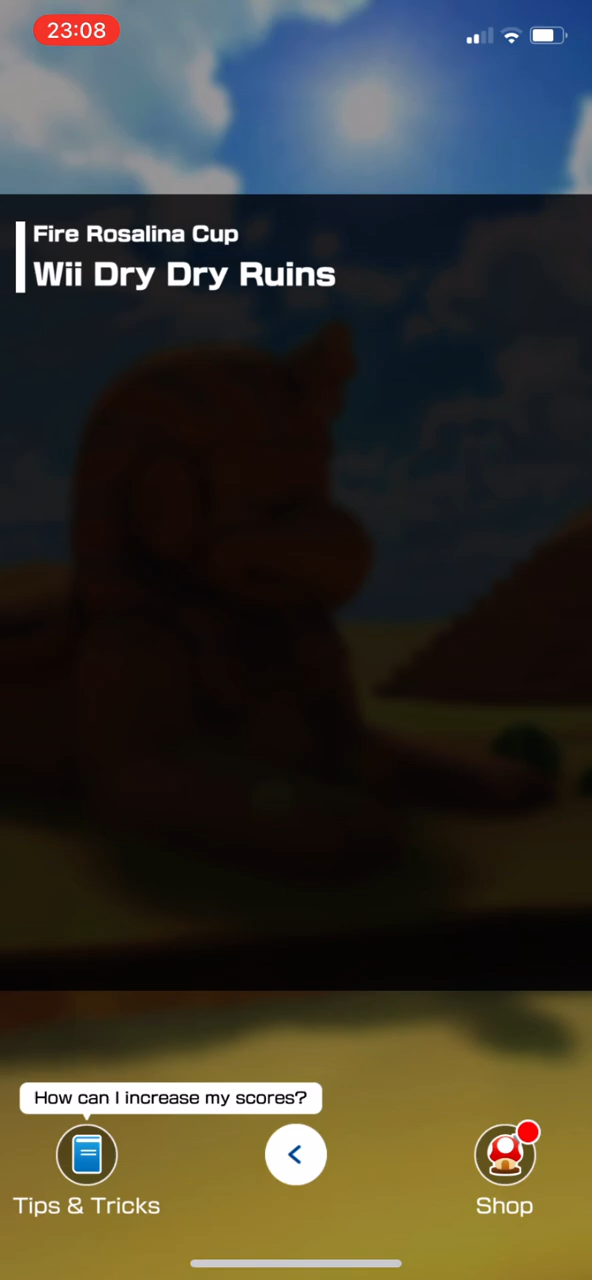 23:08
Fire Rosalina Cup
Wii Dry Dry Ruins
How can I increase my scores?
Tips & Tricks
Shop